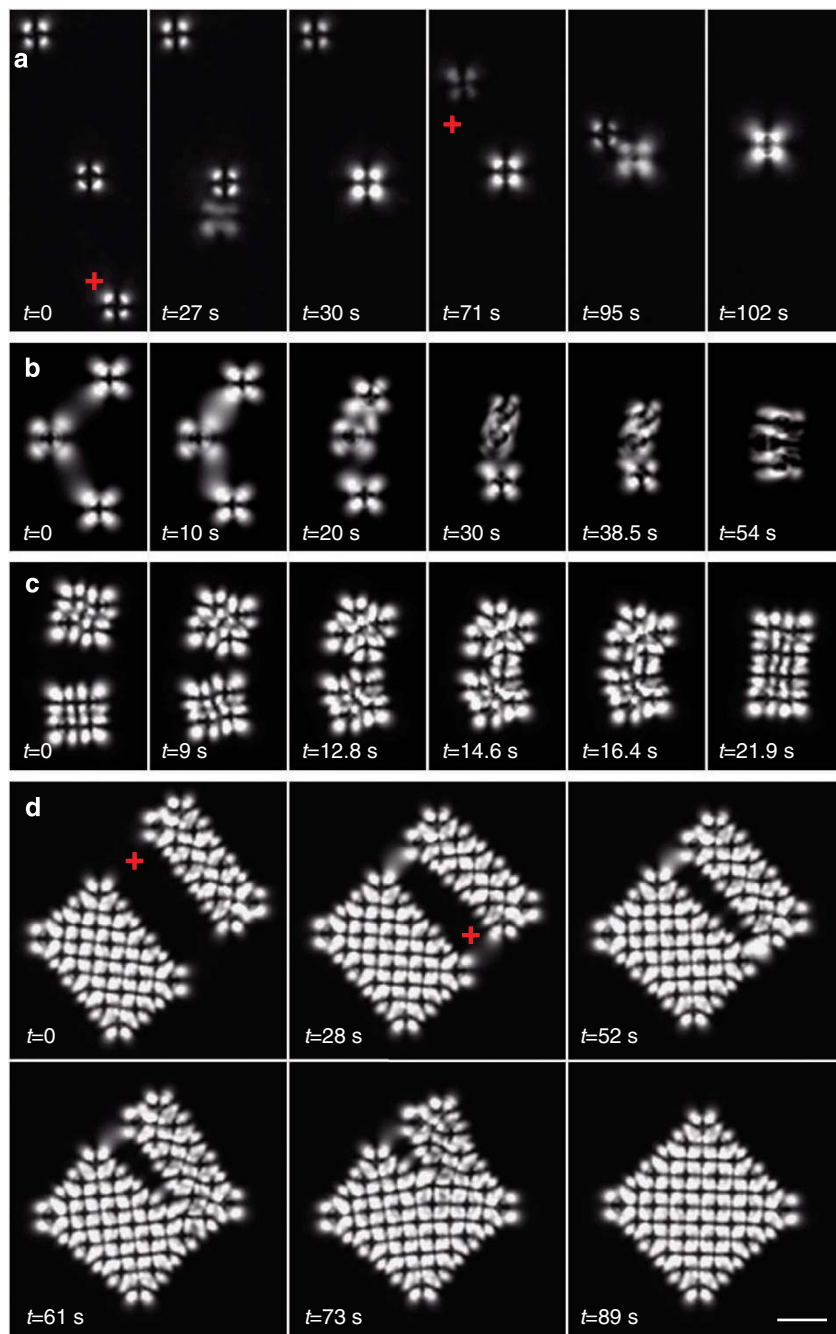 a
t=0
t=27 s
t=30 s
t=71 s
t=95 s
t=102 s
b
t=0
t=10 s
t=20 s
t=30 s
t=38.5 s
t=54 s
c
t=0
t=9 s
t=12.8 s
t=14.6 s
t=16.4 s
t=21.9 s
d
t=0
t=28 s
t=52 s
t=61 s
t=73 s
t=89 s